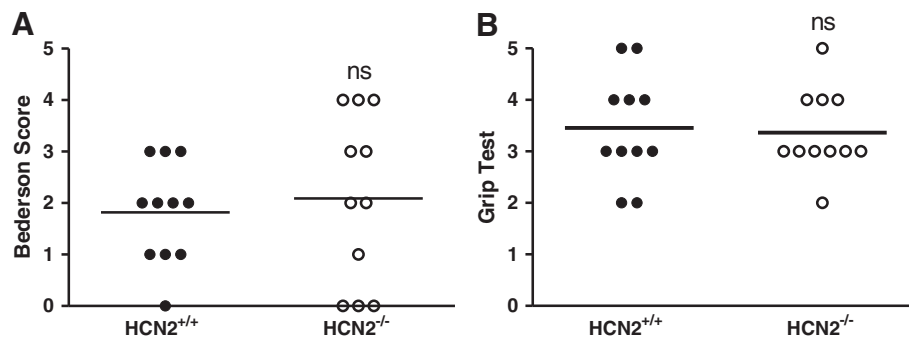 A
Bederson Score
5
4
3
2
1
0
ns
HCN2+/+
HCN2-/-
B
Grip Test
5
4
3
2
1
0
ns
HCN2+/+
HCN2-/-